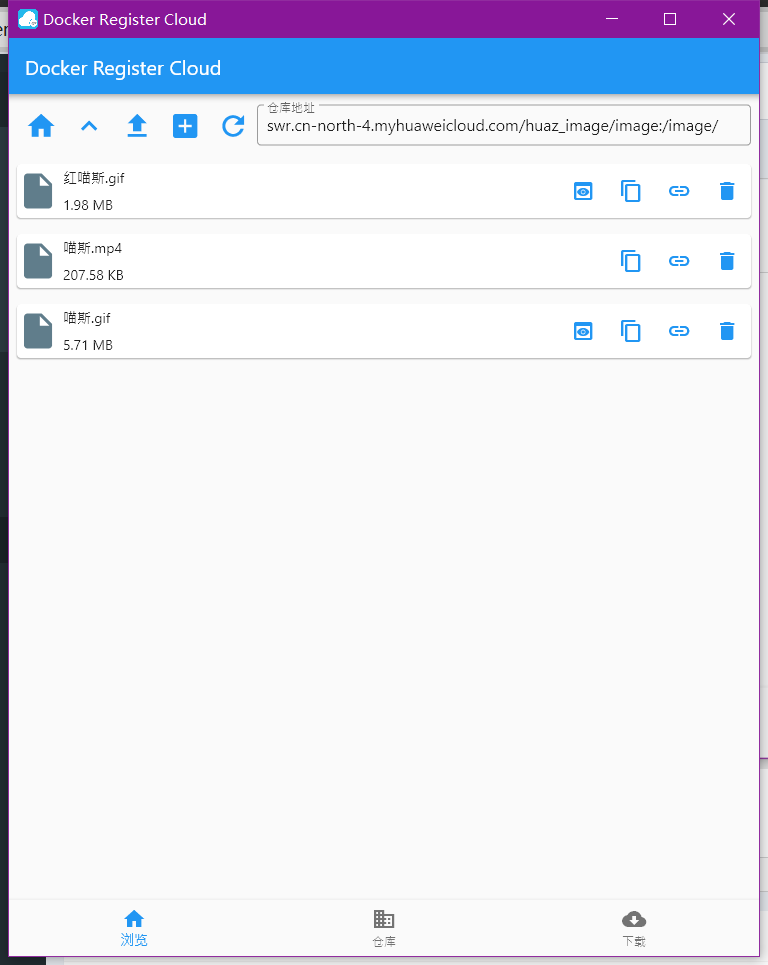 Docker Register Cloud
Docker Register Cloud
仓库地址
swr.cn-north-4.myhuaweicloud.com/huaz_image/image:/image/
红喵斯.gif
1.98 MB
喵斯.mp4
207.58 KB
喵斯.gif
5.71 MB
浏览
仓库
下载